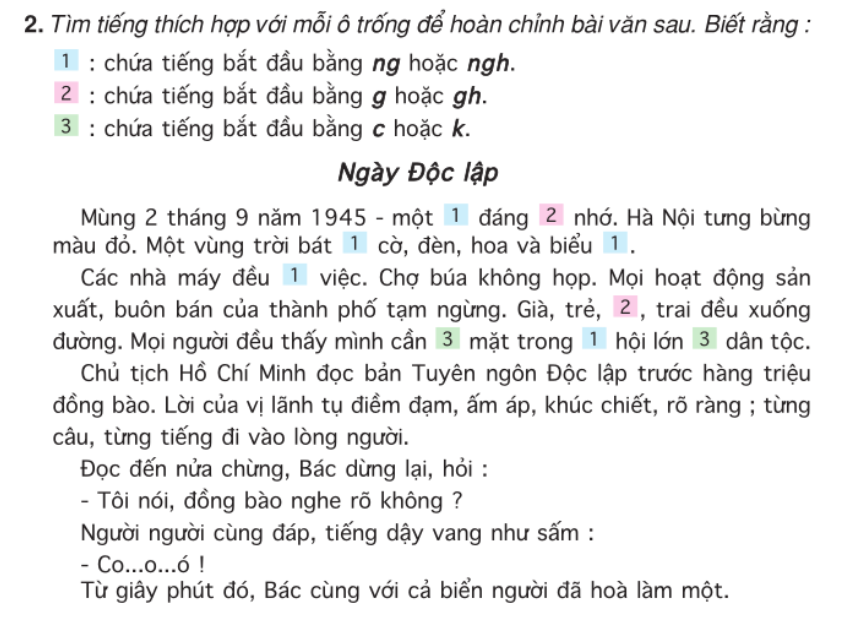 2. Tìm tiếng thích hợp với mỗi ô trống để hoàn chỉnh bài văn sau. Biết rằng :
1 : chứa tiếng bắt đầu bằng ng hoặc ngh.
2 : chứa tiếng bắt đầu bằng g hoặc gh.
3 : chứa tiếng bắt đầu bằng c hoặc k.
Ngày Độc lập
Mùng 2 tháng 9 năm 1945 - một 1 đáng 2 nhớ. Hà Nội tưng bừng
màu đỏ. Một vùng trời bát 1 cờ, đèn, hoa và biểu 1 .
Các nhà máy đều 1 việc. Chợ búa không họp. Mọi hoạt động sản
xuất, buôn bán của thành phố tạm ngừng. Già, trẻ, 2 , trai đều xuống
đường. Mọi người đều thấy mình cần 3 mặt trong 1 hội lớn 3 dân tộc.
Chủ tịch Hồ Chí Minh đọc bản Tuyên ngôn Độc lập trước hàng triệu
đồng bào. Lời của vị lãnh tụ điềm đạm, ấm áp, khúc chiết, rõ ràng ; từng
câu, từng tiếng đi vào lòng người.
Đọc đến nửa chừng, Bác dừng lại, hỏi :
- Tôi nói, đồng bào nghe rõ không ?
Người người cùng đáp, tiếng dậy vang như sấm :
- Co...o...ó !
Từ giây phút đó, Bác cùng với cả biển người đã hoà làm một.